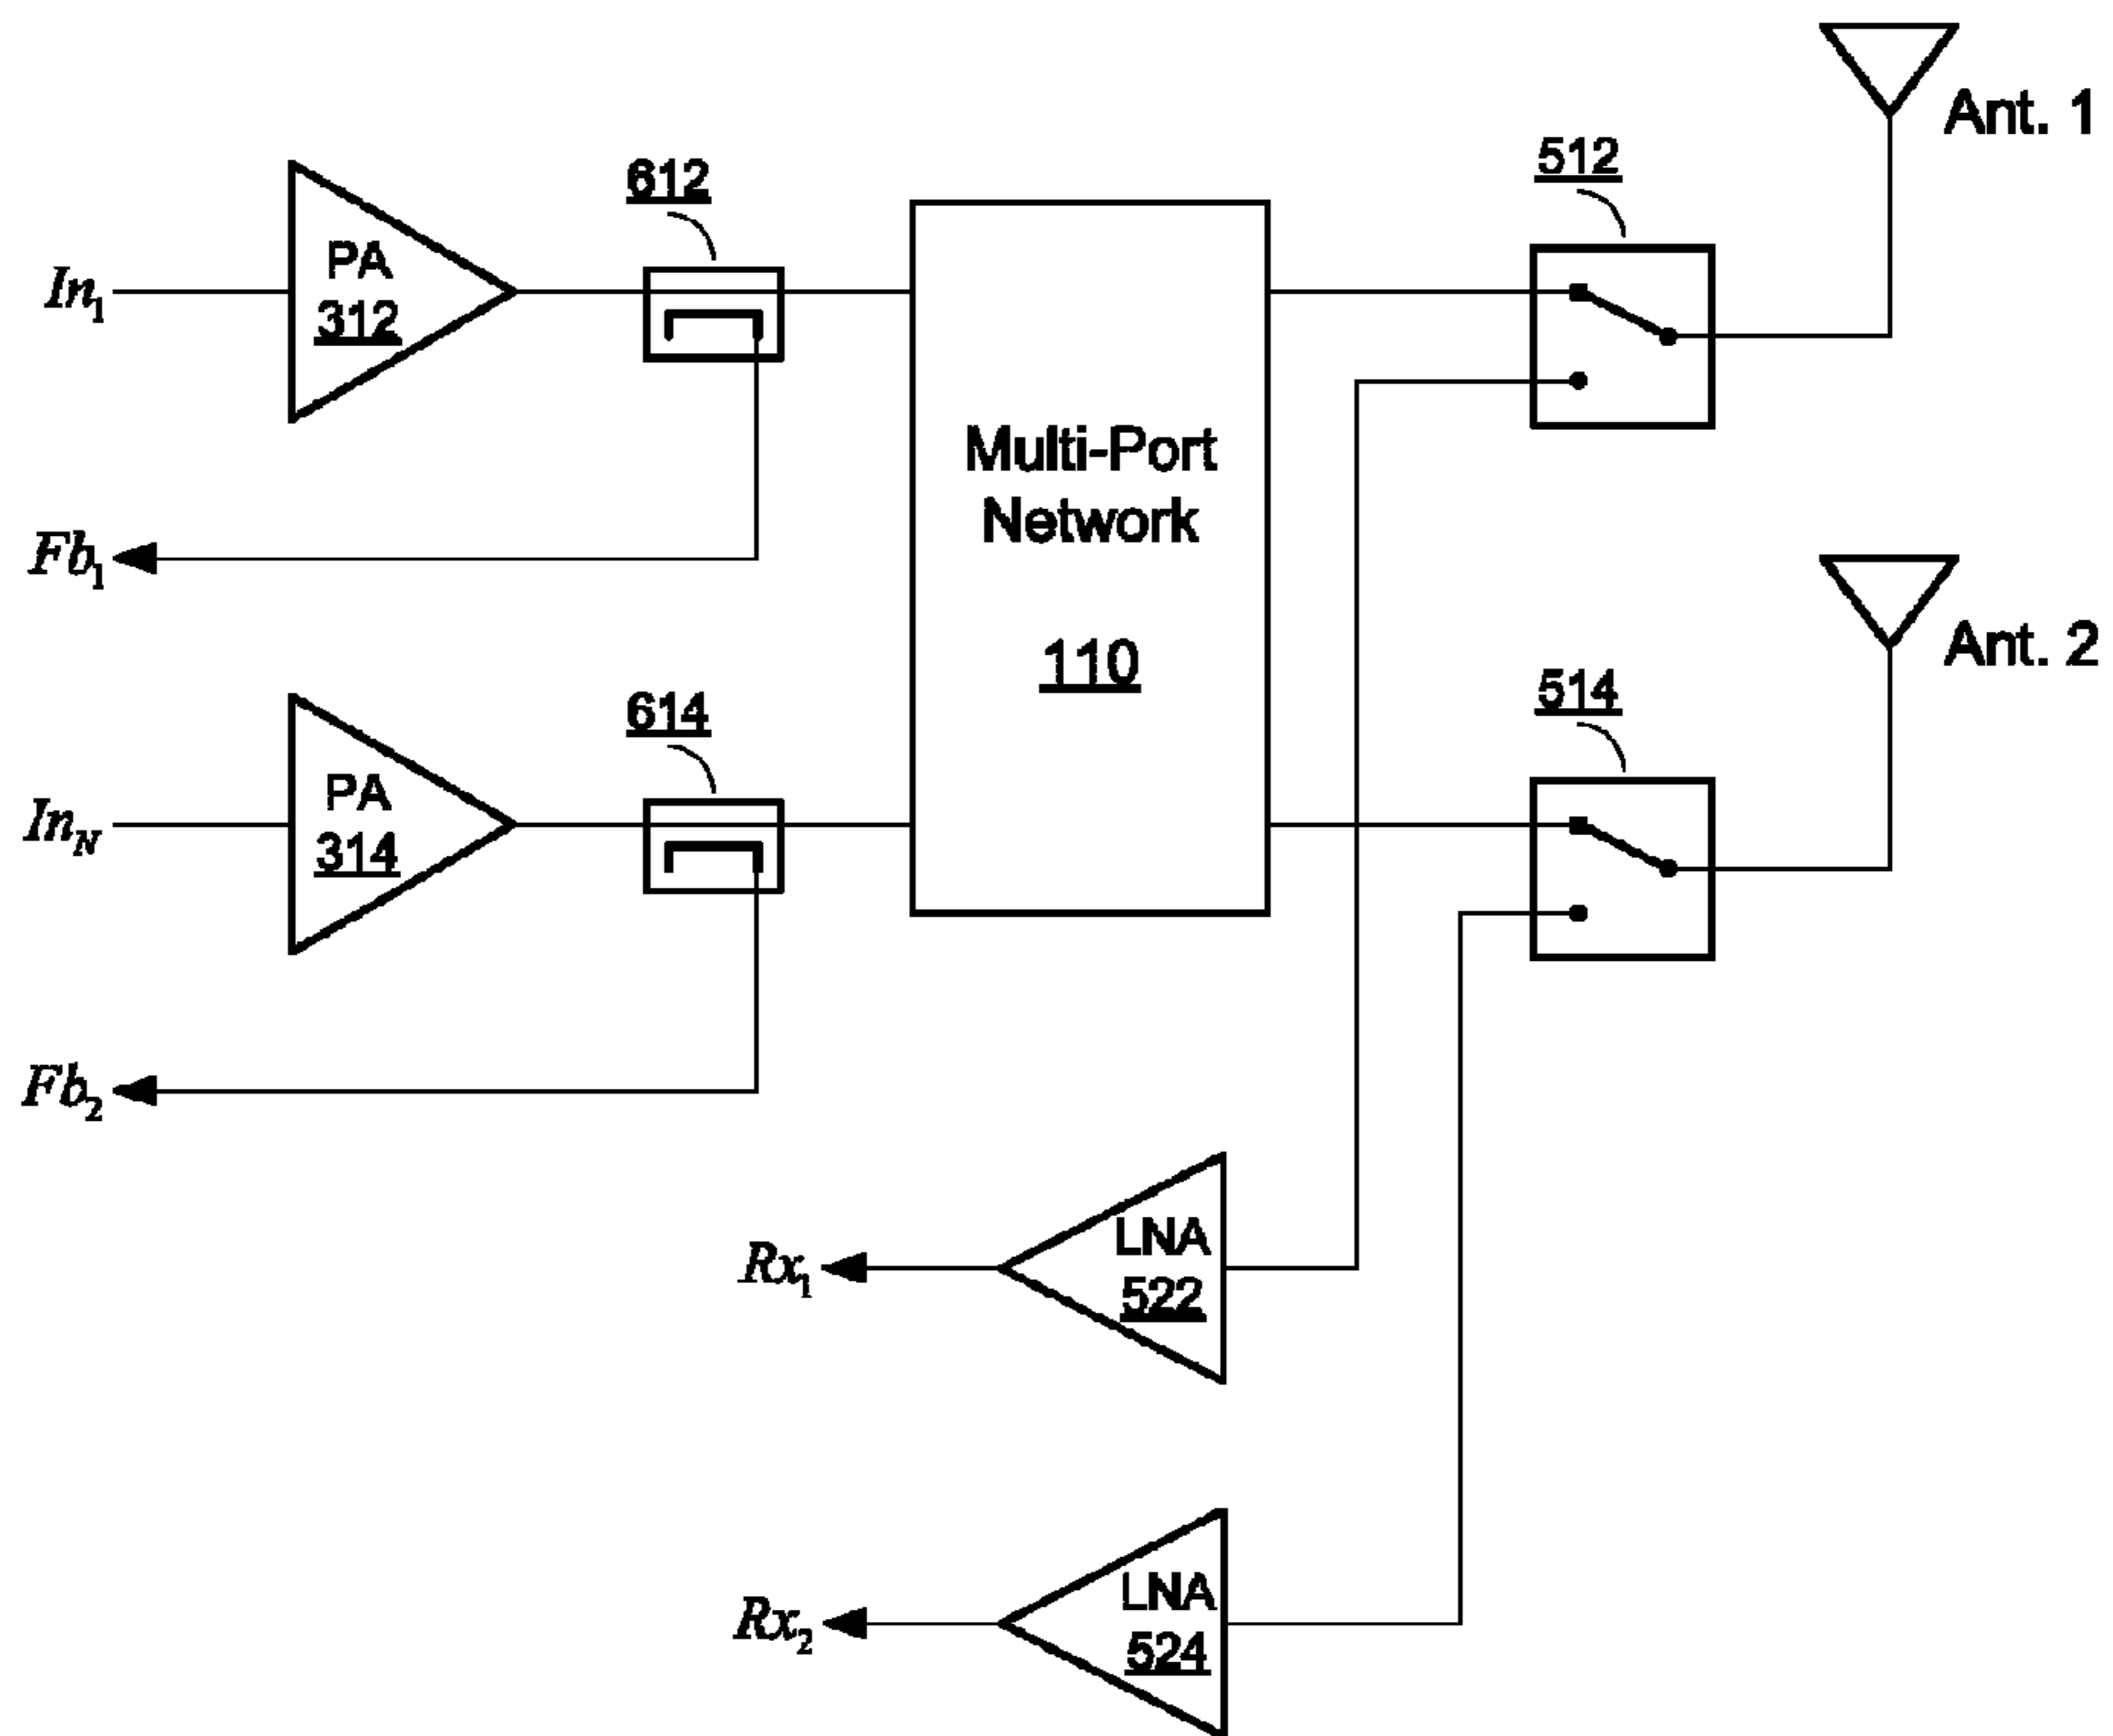 Ant. 1
512
612
PA
312
In₁
Multi-Port
Network
110
Fb₁
Ant. 2
514
614
PA
314
In_N
Fb₂
LNA
522
Rx₁
LNA
524
Rx₂